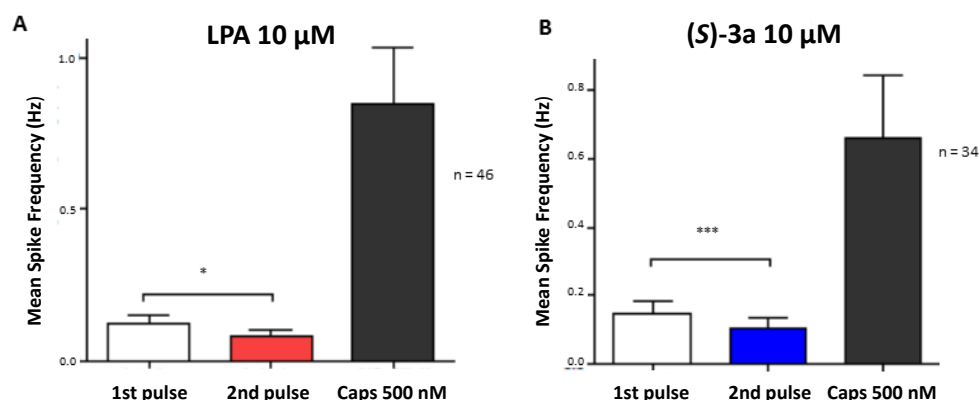 A
LPA 10 µM
Mean Spike Frequency (Hz)
1.0
0.5
0.0
*
n = 46
1st pulse 2nd pulse Caps 500 nM
B
(S)-3a 10 µM
Mean Spike Frequency (Hz)
0.8
0.6
0.4
0.2
0.0
***
n = 34
1st pulse 2nd pulse Caps 500 nM